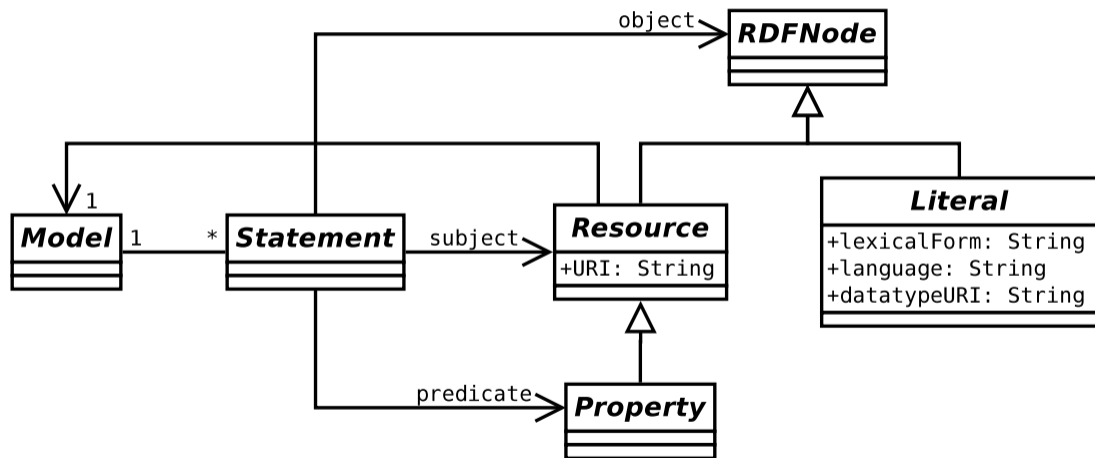 object
RDFNode
1
Model
1
*
Statement
subject
Resource
+URI: String
Literal
+lexicalForm: String
+language: String
+datatypeURI: String
predicate
Property